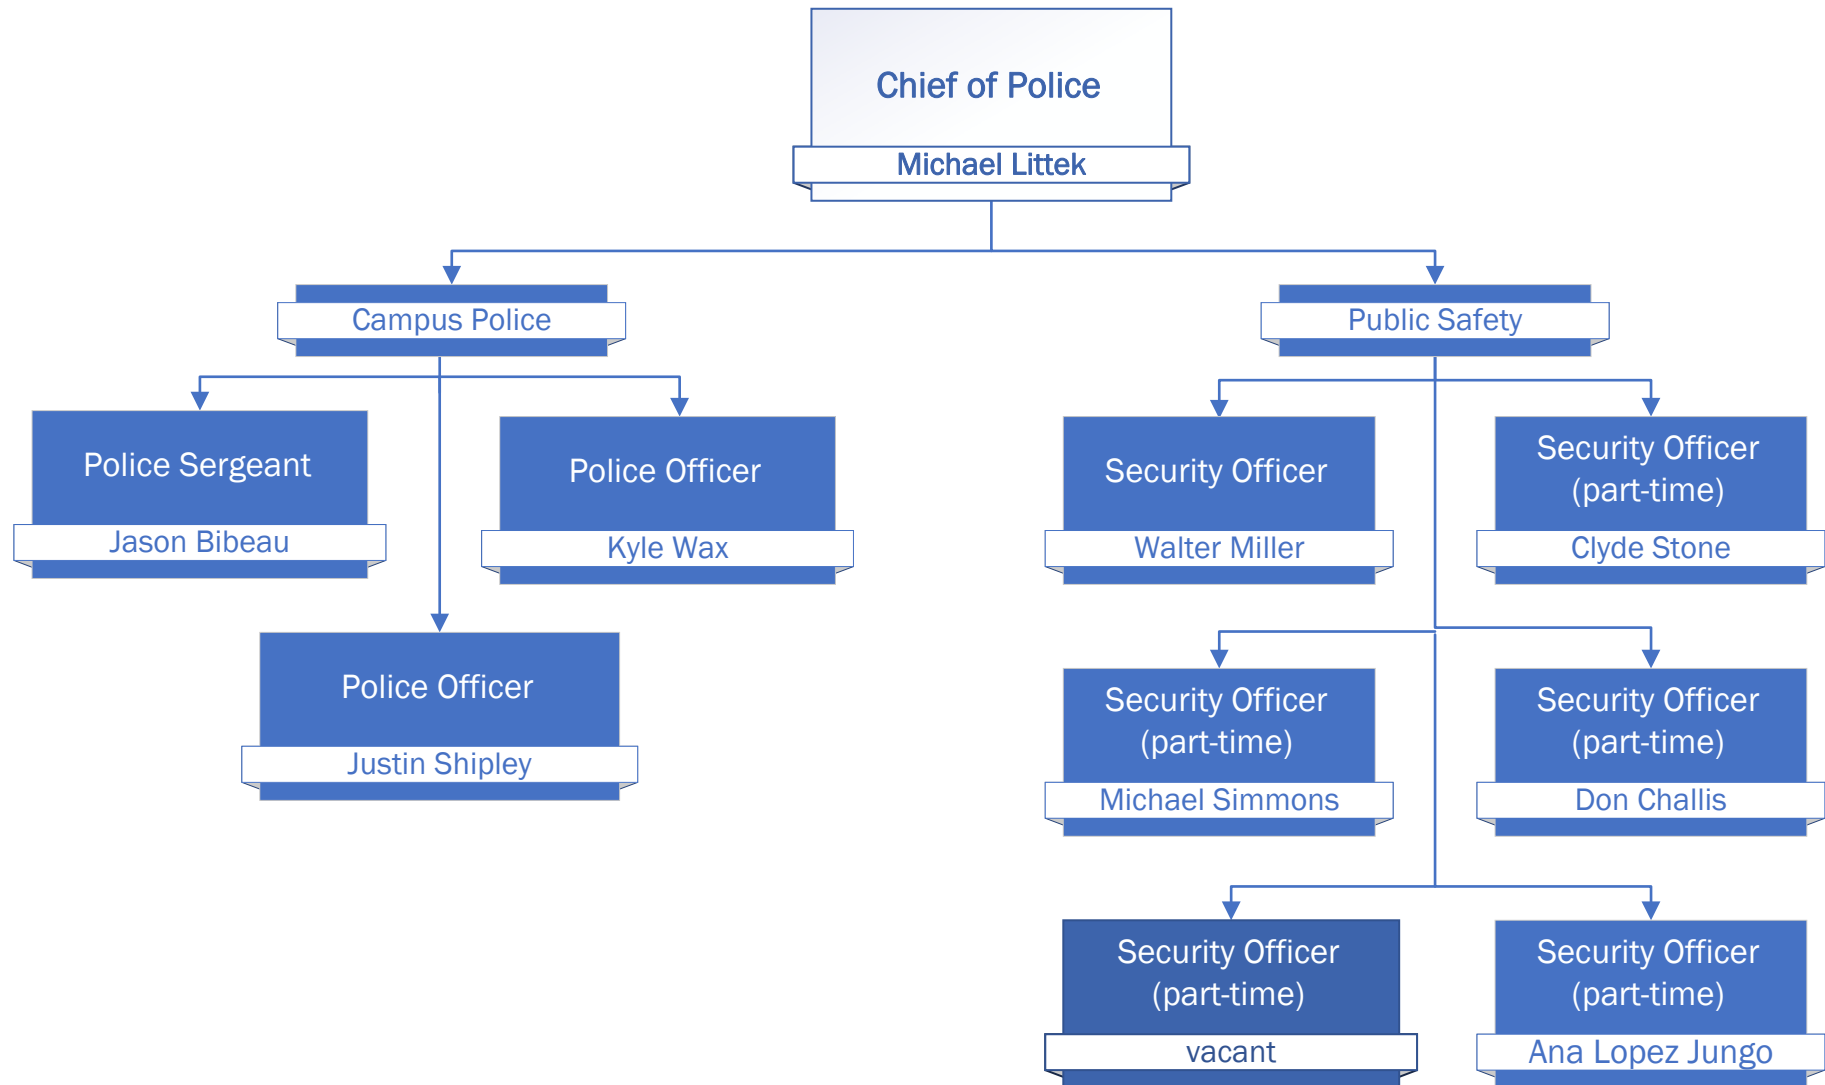 Chief of Police
Michael Littek
Campus Police
Public Safety
Police Sergeant
Jason Bibeau
Police Officer
Kyle Wax
Police Officer
Justin Shipley
Security Officer
Walter Miller
Security Officer
(part-time)
Clyde Stone
Security Officer
(part-time)
Michael Simmons
Security Officer
(part-time)
Don Challis
Security Officer
(part-time)
vacant
Security Officer
(part-time)
Ana Lopez Jungo